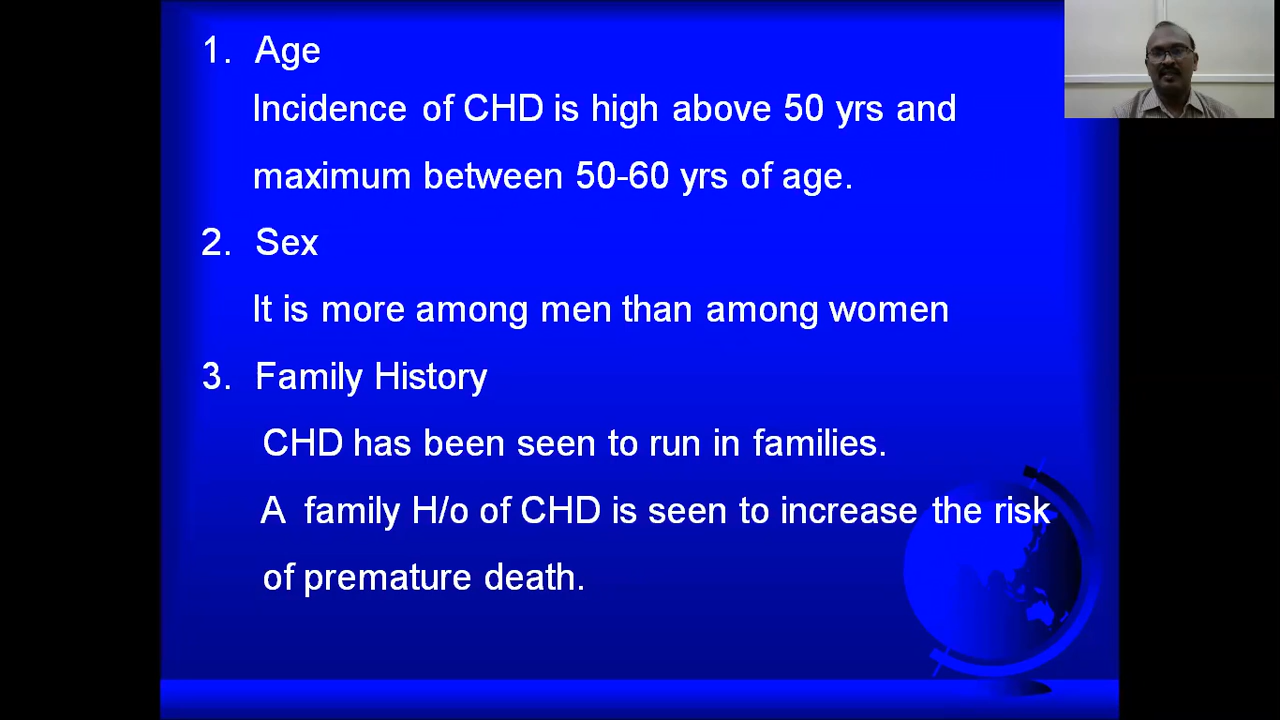 1. Age
Incidence of CHD is high above 50 yrs and
maximum between 50-60 yrs of age.
2. Sex
It is more among men than among women
3. Family History
CHD has been seen to run in families.
A family H/o of CHD is seen to increase the risk
of premature death.